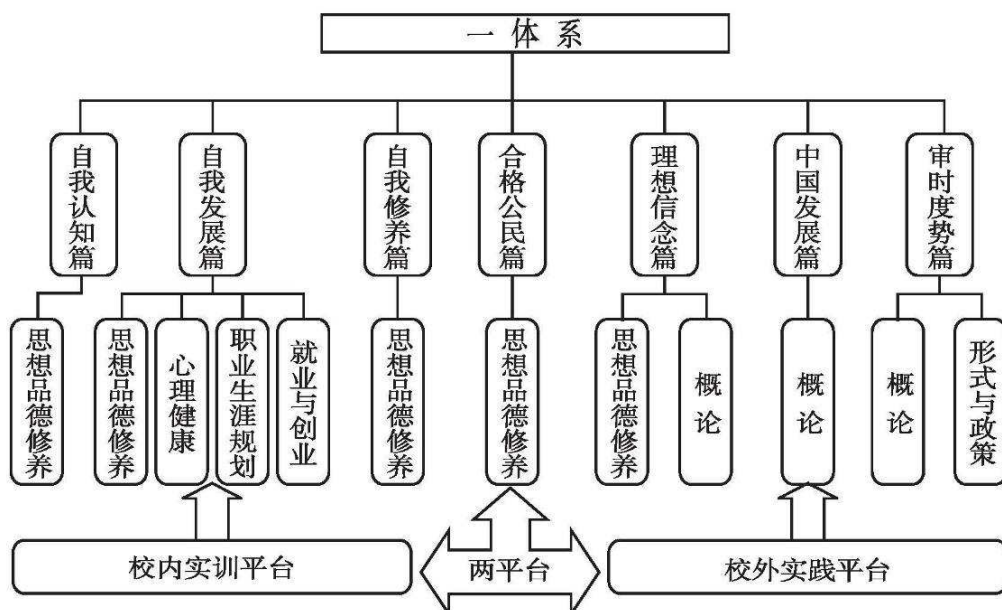 一体系
自我认知篇
自我发展篇
自我修养篇
合格公民篇
理想信念篇
中国发展篇
审时度势篇
思想品德修养
思想品德修养
心理健康
职业生涯规划
就业与创业
思想品德修养
思想品德修养
思想品德修养
概论
概论
概论
形式与政策
校内实训平台
两平台
校外实践平台